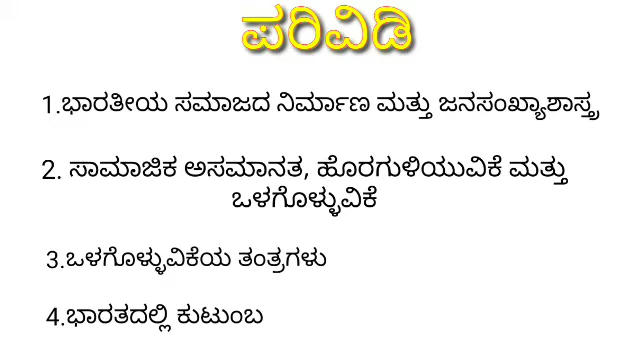 ಪರಿವಿಡಿ
1.ಭಾರತೀಯ ಸಮಾಜದ ನಿರ್ಮಾಣ ಮತ್ತು ಜನಸಂಖ್ಯಾಶಾಸ್ತ್ರ
2. ಸಾಮಾಜಿಕ ಅಸಮಾನತ, ಹೊರಗುಳಿಯುವಿಕೆ ಮತ್ತು
ಒಳಗೊಳ್ಳುವಿಕೆ
3.ಒಳಗೊಳ್ಳುವಿಕೆಯ ತಂತ್ರಗಳು
4.ಭಾರತದಲ್ಲಿ ಕುಟುಂಬ